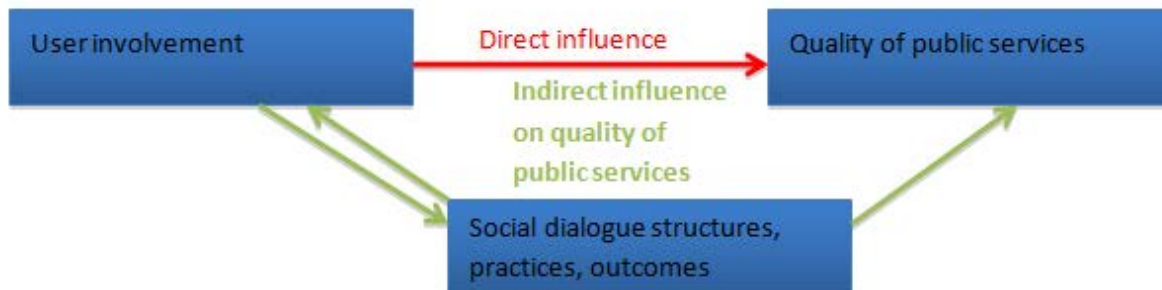 User involvement
Direct influence
Quality of public services
Indirect influence
on quality of
public services
Social dialogue structures,
practices, outcomes